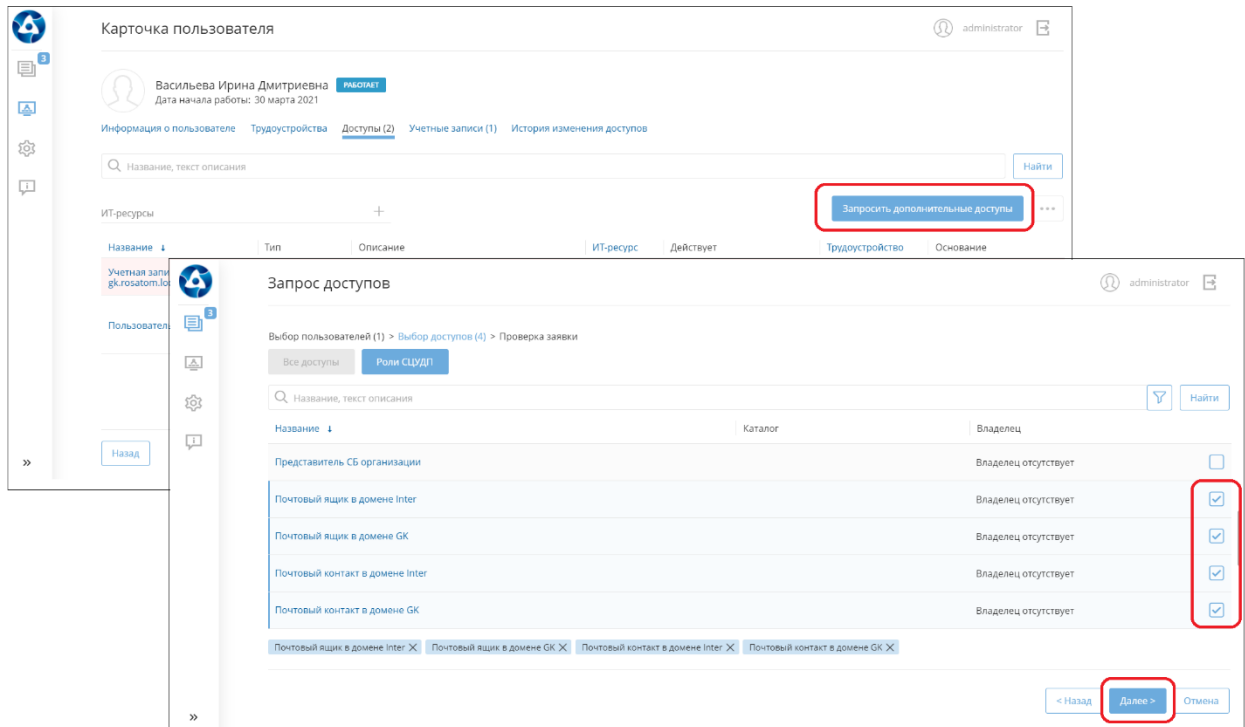 Карточка пользователя
administrator
3
Васильева Ирина Дмитриевна РАБОТАЕТ
Дата начала работы: 30 марта 2021
Информация о пользователе Трудоустройства Доступы (2) Учетные записи (1) История изменения доступов
Название, текст описания Найти
ИТ-ресурсы + Запросить дополнительные доступы ...
Название ↓ Тип Описание ИТ-ресурс Действует Трудоустройство Основание
Учетная запи
gk.rosatom.lo
Пользовател
Назад
»
Запрос доступов
administrator
3
Выбор пользователей (1) > Выбор доступов (4) > Проверка заявки
Все доступы Роли СЦУДП
Название, текст описания Найти
Название ↓ Каталог Владелец
Представитель СБ организации Владелец отсутствует
Почтовый ящик в домене Inter Владелец отсутствует
Почтовый ящик в домене GK Владелец отсутствует
Почтовый контакт в домене Inter Владелец отсутствует
Почтовый контакт в домене GK Владелец отсутствует
Почтовый ящик в домене Inter X Почтовый ящик в домене GK X Почтовый контакт в домене Inter X Почтовый контакт в домене GK X
< Назад Далее > Отмена
»